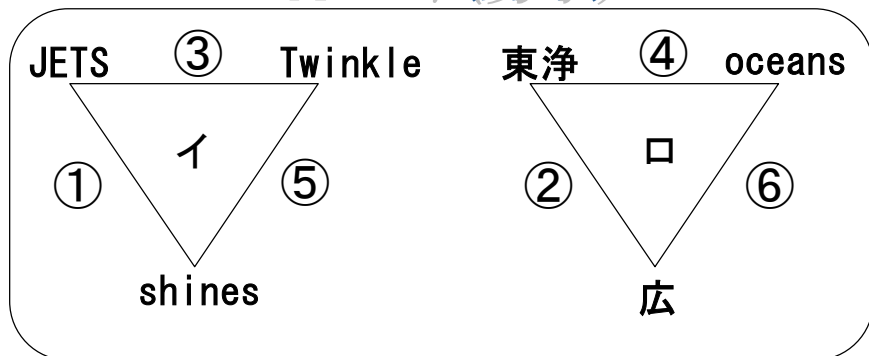 JETS ③ Twinkle 東浄 ④ oceans
イ ロ
① ⑤ ② ⑥
shines 広